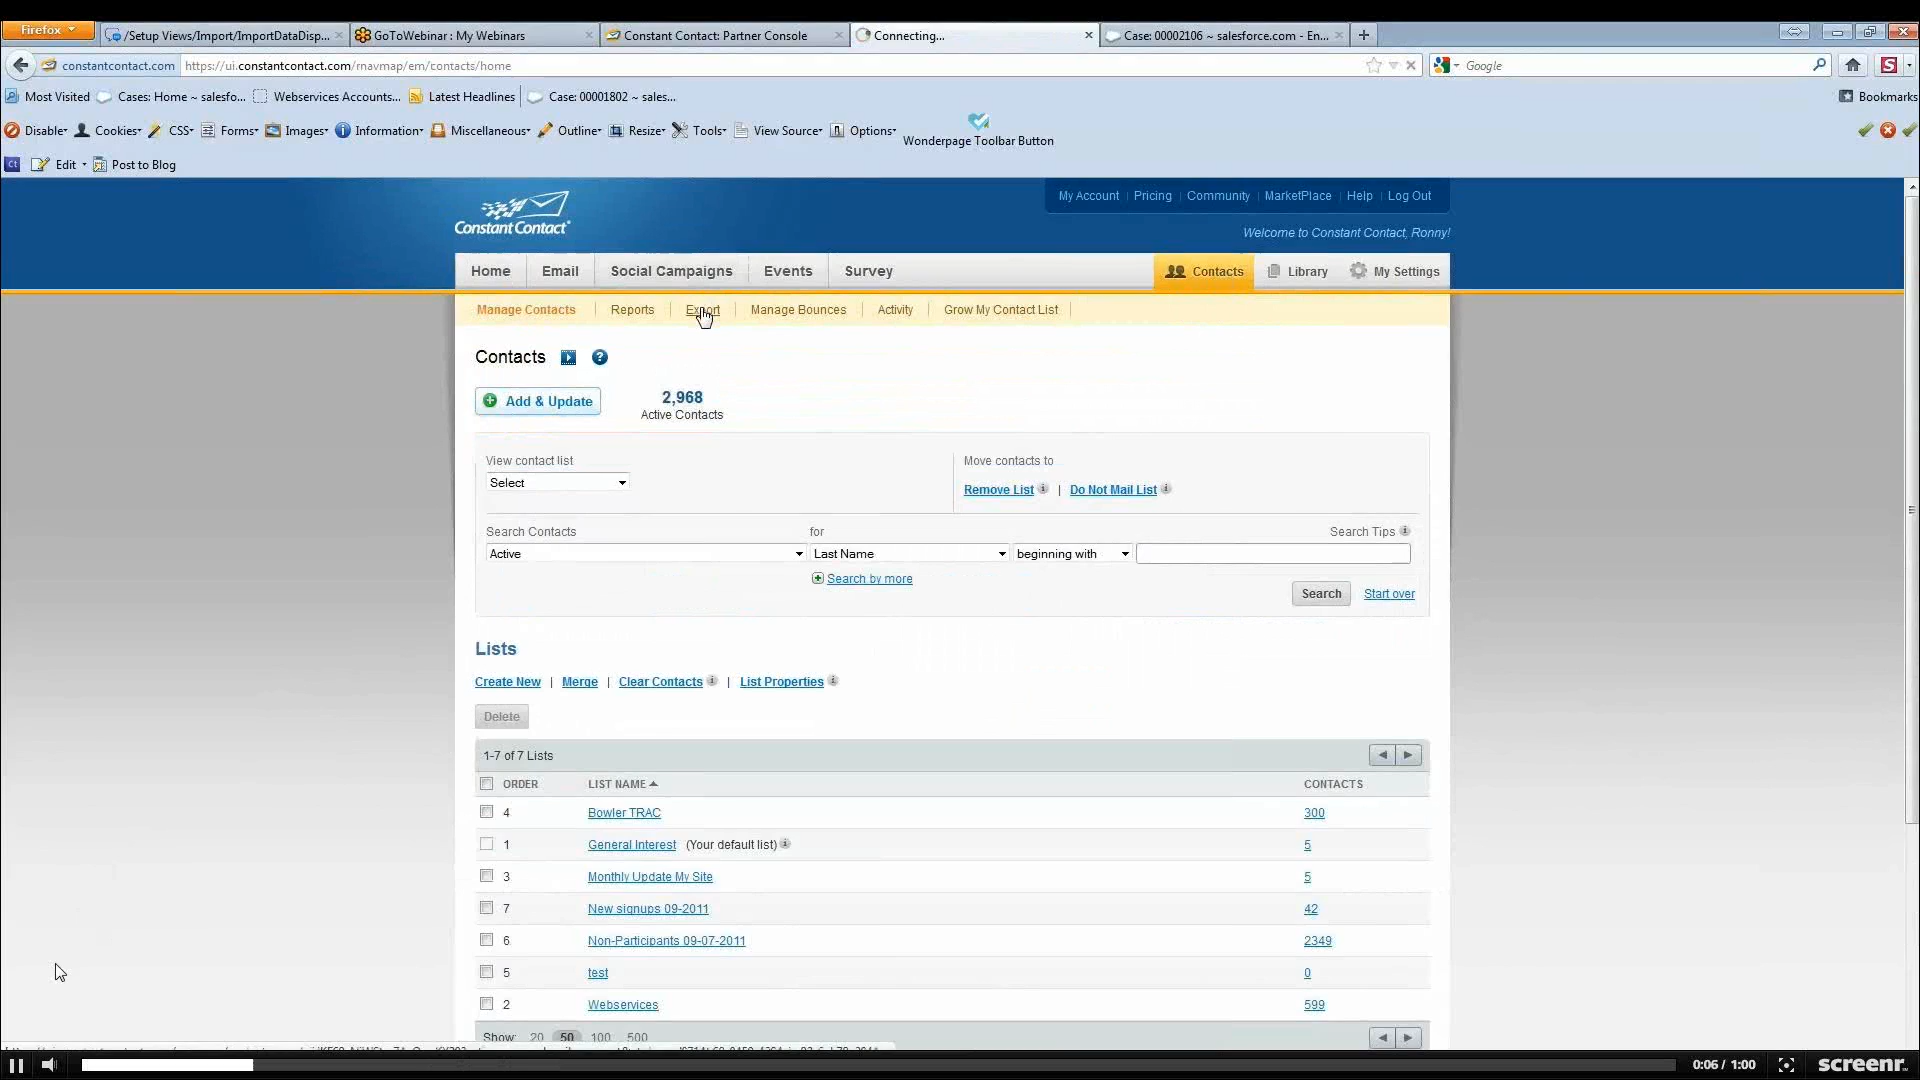 Firefox
/Setup Views/Import/ImportDataDisp...
GoToWebinar : My Webinars
Constant Contact: Partner Console
Connecting...
Case: 00002106 ~ salesforce.com - En...
constantcontact.com
https://ui.constantcontact.com/rnavmap/em/contacts/home
Google
Most Visited
Cases: Home ~ salesfo...
Webservices Accounts...
Latest Headlines
Case: 00001802 ~ sales...
Bookmarks
Disable
Cookies
CSS
Forms
Images
Information
Miscellaneous
Outline
Resize
Tools
View Source
Options
Wonderpage Toolbar Button
Ct
Edit
Post to Blog
Constant Contact
My Account | Pricing | Community | MarketPlace | Help | Log Out
Welcome to Constant Contact, Ronny!
Home
Email
Social Campaigns
Events
Survey
Contacts
Library
My Settings
Manage Contacts
Reports
Export
Manage Bounces
Activity
Grow My Contact List
Contacts
Add & Update
2,968
Active Contacts
View contact list
Select
Move contacts to
Remove List | Do Not Mail List
Search Contacts
for
Search Tips
Active
Last Name
beginning with
Search by more
Search
Start over
Lists
Create New | Merge | Clear Contacts | List Properties
Delete
1-7 of 7 Lists
ORDER LIST NAME CONTACTS
4 Bowler TRAC 300
1 General Interest (Your default list) 5
3 Monthly Update My Site 5
7 New signups 09-2011 42
6 Non-Participants 09-07-2011 2349
5 test 0
2 Webservices 599
Show: 20 50 100 500
0:06 / 1:00
screenr